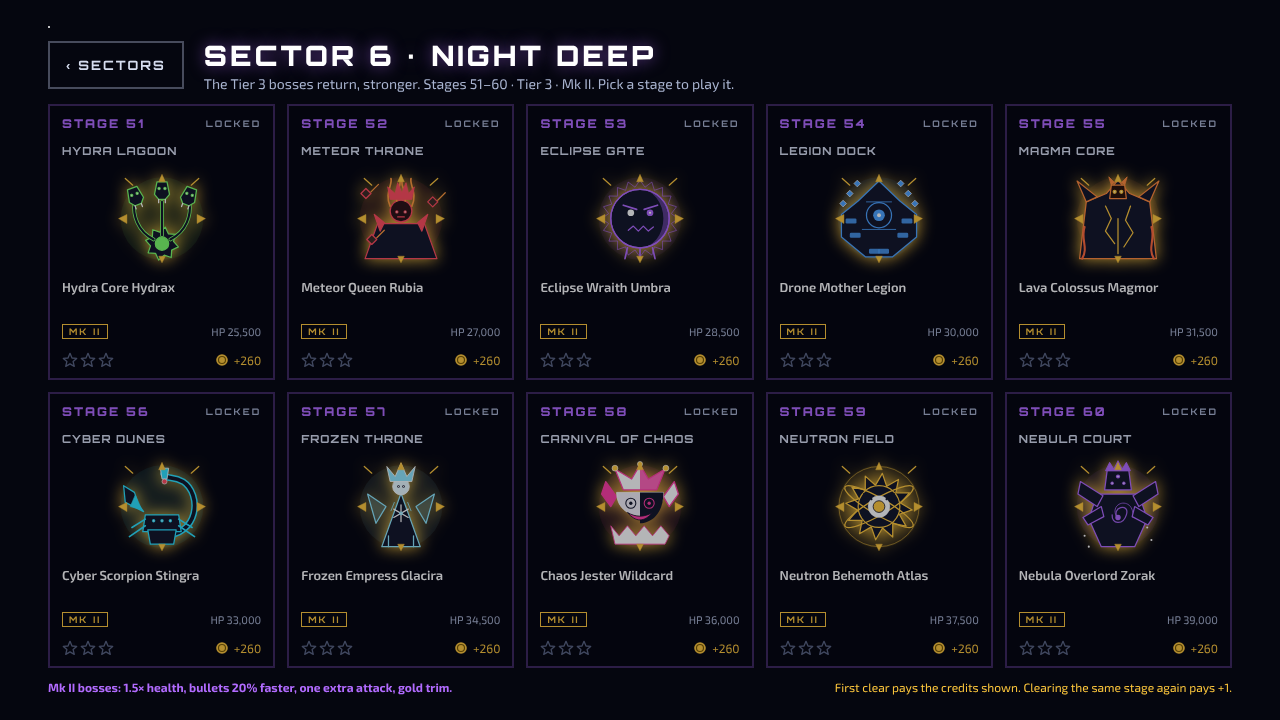 ‹ SECTORS
SECTOR 6 · NIGHT DEEP
The Tier 3 bosses return, stronger. Stages 51–60 · Tier 3 · Mk II. Pick a stage to play it.
STAGE 51 LOCKED
HYDRA LAGOON
Hydra Core Hydrax
MK II HP 25,500
+260
STAGE 52 LOCKED
METEOR THRONE
Meteor Queen Rubia
MK II HP 27,000
+260
STAGE 53 LOCKED
ECLIPSE GATE
Eclipse Wraith Umbra
MK II HP 28,500
+260
STAGE 54 LOCKED
LEGION DOCK
Drone Mother Legion
MK II HP 30,000
+260
STAGE 55 LOCKED
MAGMA CORE
Lava Colossus Magmor
MK II HP 31,500
+260
STAGE 56 LOCKED
CYBER DUNES
Cyber Scorpion Stingra
MK II HP 33,000
+260
STAGE 57 LOCKED
FROZEN THRONE
Frozen Empress Glacira
MK II HP 34,500
+260
STAGE 58 LOCKED
CARNIVAL OF CHAOS
Chaos Jester Wildcard
MK II HP 36,000
+260
STAGE 59 LOCKED
NEUTRON FIELD
Neutron Behemoth Atlas
MK II HP 37,500
+260
STAGE 60 LOCKED
NEBULA COURT
Nebula Overlord Zorak
MK II HP 39,000
+260
Mk II bosses: 1.5× health, bullets 20% faster, one extra attack, gold trim.
First clear pays the credits shown. Clearing the same stage again pays +1.